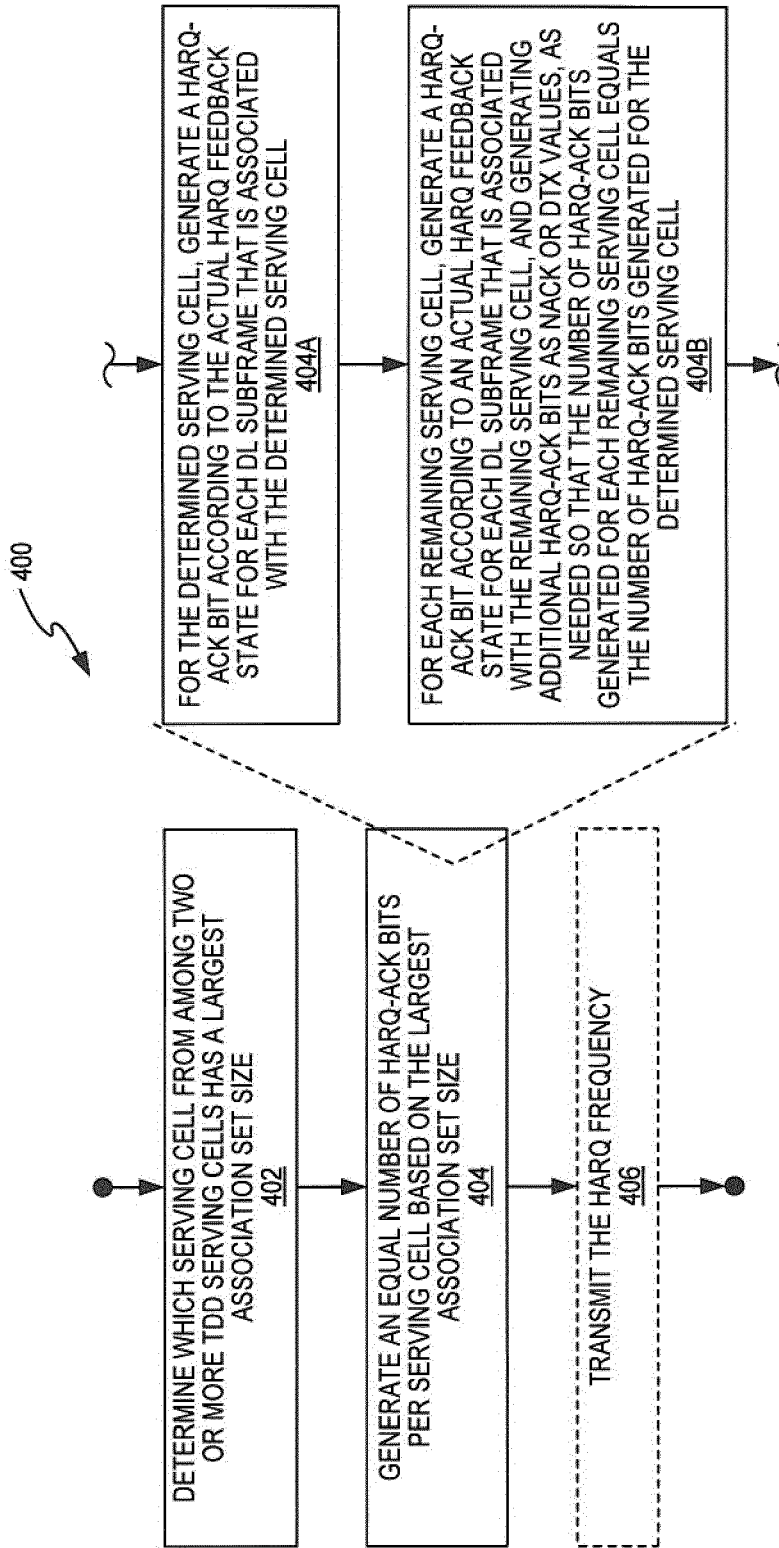 400
DETERMINE WHICH SERVING CELL FROM AMONG TWO
OR MORE TDD SERVING CELLS HAS A LARGEST
ASSOCIATION SET SIZE
402
GENERATE AN EQUAL NUMBER OF HARQ-ACK BITS
PER SERVING CELL BASED ON THE LARGEST
ASSOCIATION SET SIZE
404
TRANSMIT THE HARQ FREQUENCY
406
FOR THE DETERMINED SERVING CELL, GENERATE A HARQ-
ACK BIT ACCORDING TO THE ACTUAL HARQ FEEDBACK
STATE FOR EACH DL SUBFRAME THAT IS ASSOCIATED
WITH THE DETERMINED SERVING CELL
404A
FOR EACH REMAINING SERVING CELL, GENERATE A HARQ-
ACK BIT ACCORDING TO AN ACTUAL HARQ FEEDBACK
STATE FOR EACH DL SUBFRAME THAT IS ASSOCIATED
WITH THE REMAINING SERVING CELL, AND GENERATING
ADDITIONAL HARQ-ACK BITS AS NACK OR DTX VALUES, AS
NEEDED SO THAT THE NUMBER OF HARQ-ACK BITS
GENERATED FOR EACH REMAINING SERVING CELL EQUALS
THE NUMBER OF HARQ-ACK BITS GENERATED FOR THE
DETERMINED SERVING CELL
404B